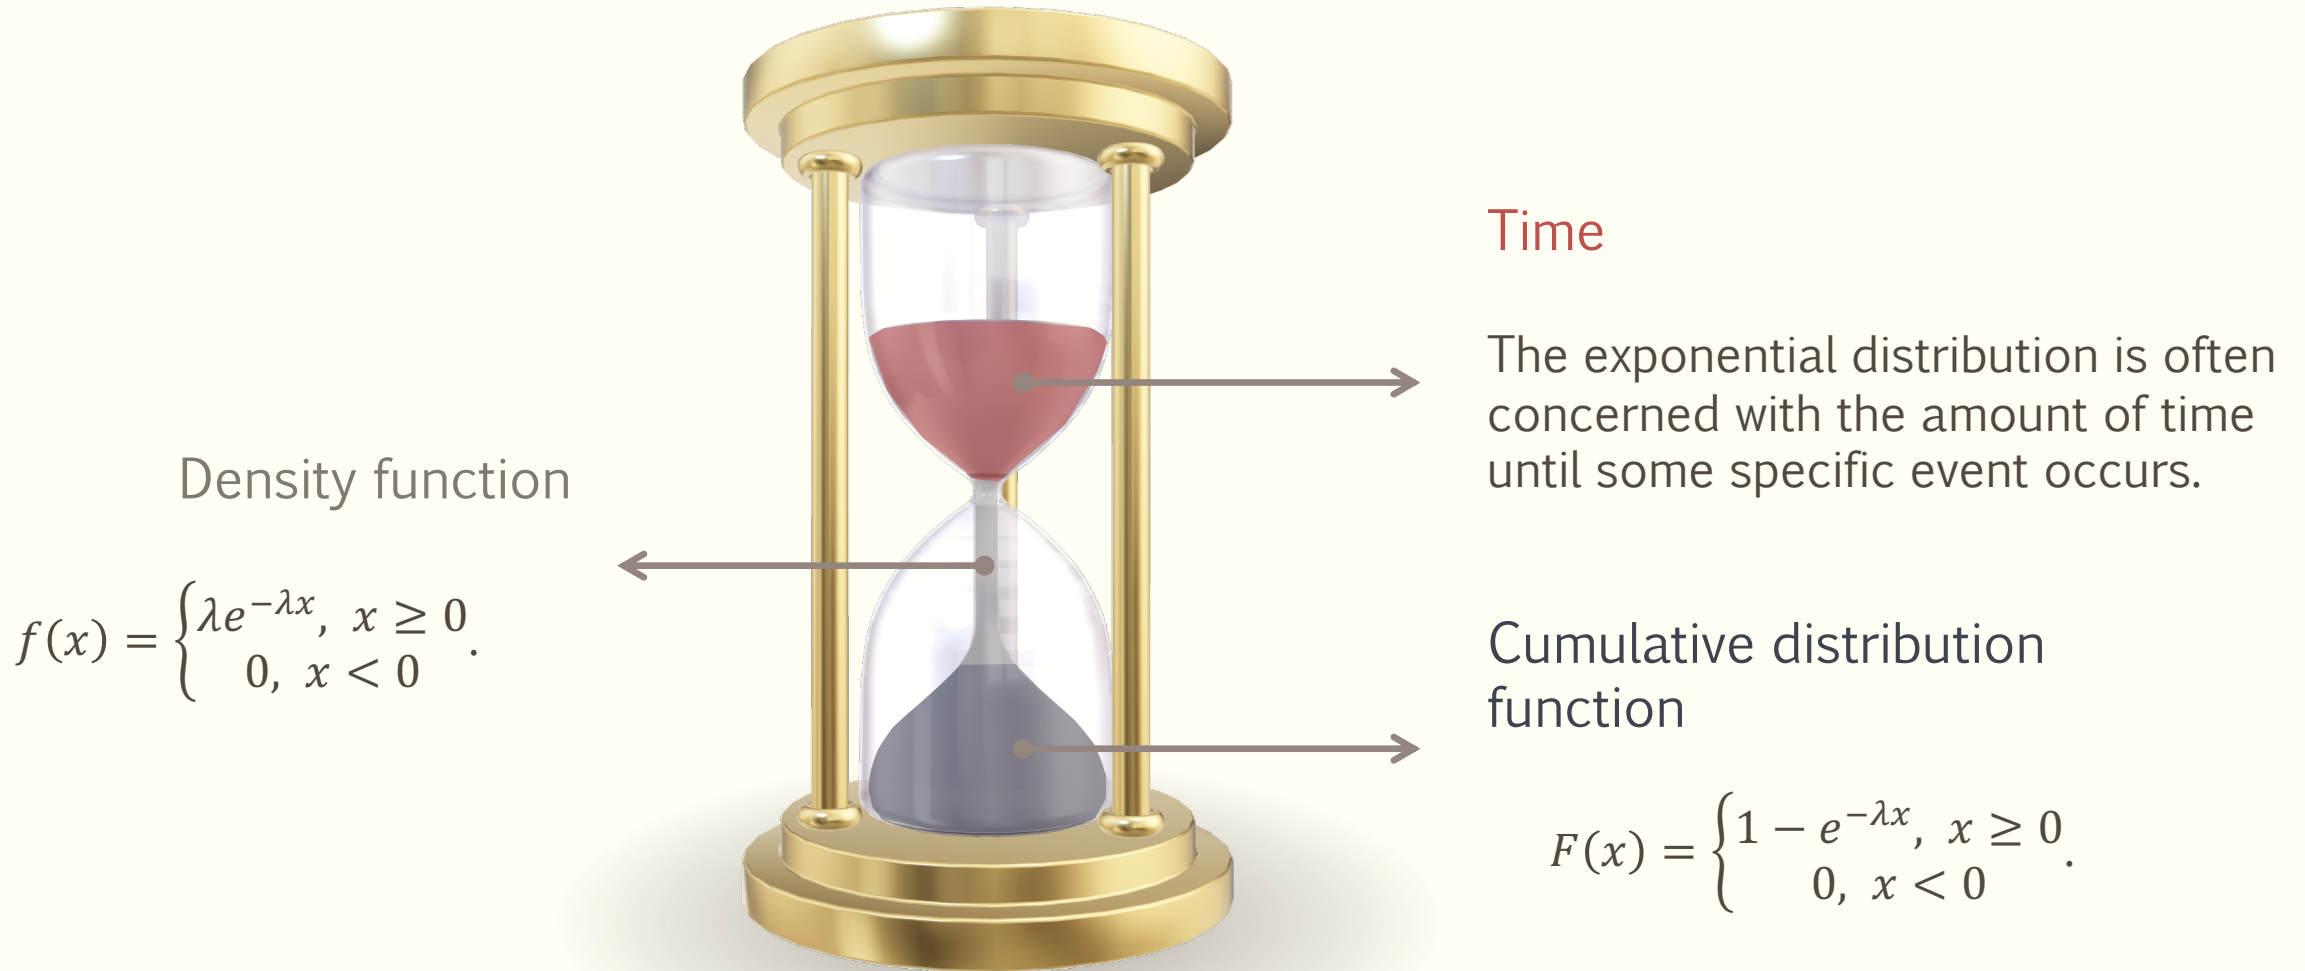 Time
The exponential distribution is often
concerned with the amount of time
until some specific event occurs.
Density function
f(x) = {λe^{−λx}, x ≥ 0
0, x < 0.
Cumulative distribution
function
F(x) = {1 − e^{−λx}, x ≥ 0
0, x < 0.